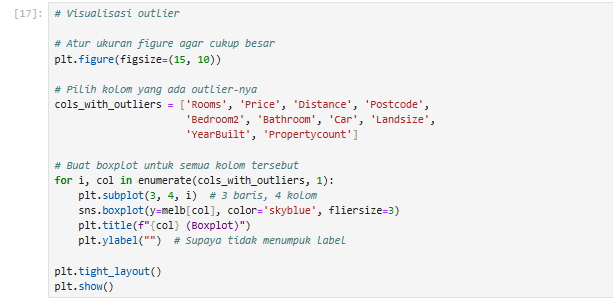 [17]: # Visualisasi outlier
# Atur ukuran figure agar cukup besar
plt.figure(figsize=(15, 10))
# Pilih kolom yang ada outlier-nya
cols_with_outliers = ['Rooms', 'Price', 'Distance', 'Postcode',
'Bedroom2', 'Bathroom', 'Car', 'Landsize',
'YearBuilt', 'Propertycount']
# Buat boxplot untuk semua kolom tersebut
for i, col in enumerate(cols_with_outliers, 1):
plt.subplot(3, 4, i)  # 3 baris, 4 kolom
sns.boxplot(y=melb[col], color='skyblue', fliersize=3)
plt.title(f"{col} (Boxplot)")
plt.ylabel("")  # Supaya tidak menumpuk label
plt.tight_layout()
plt.show()